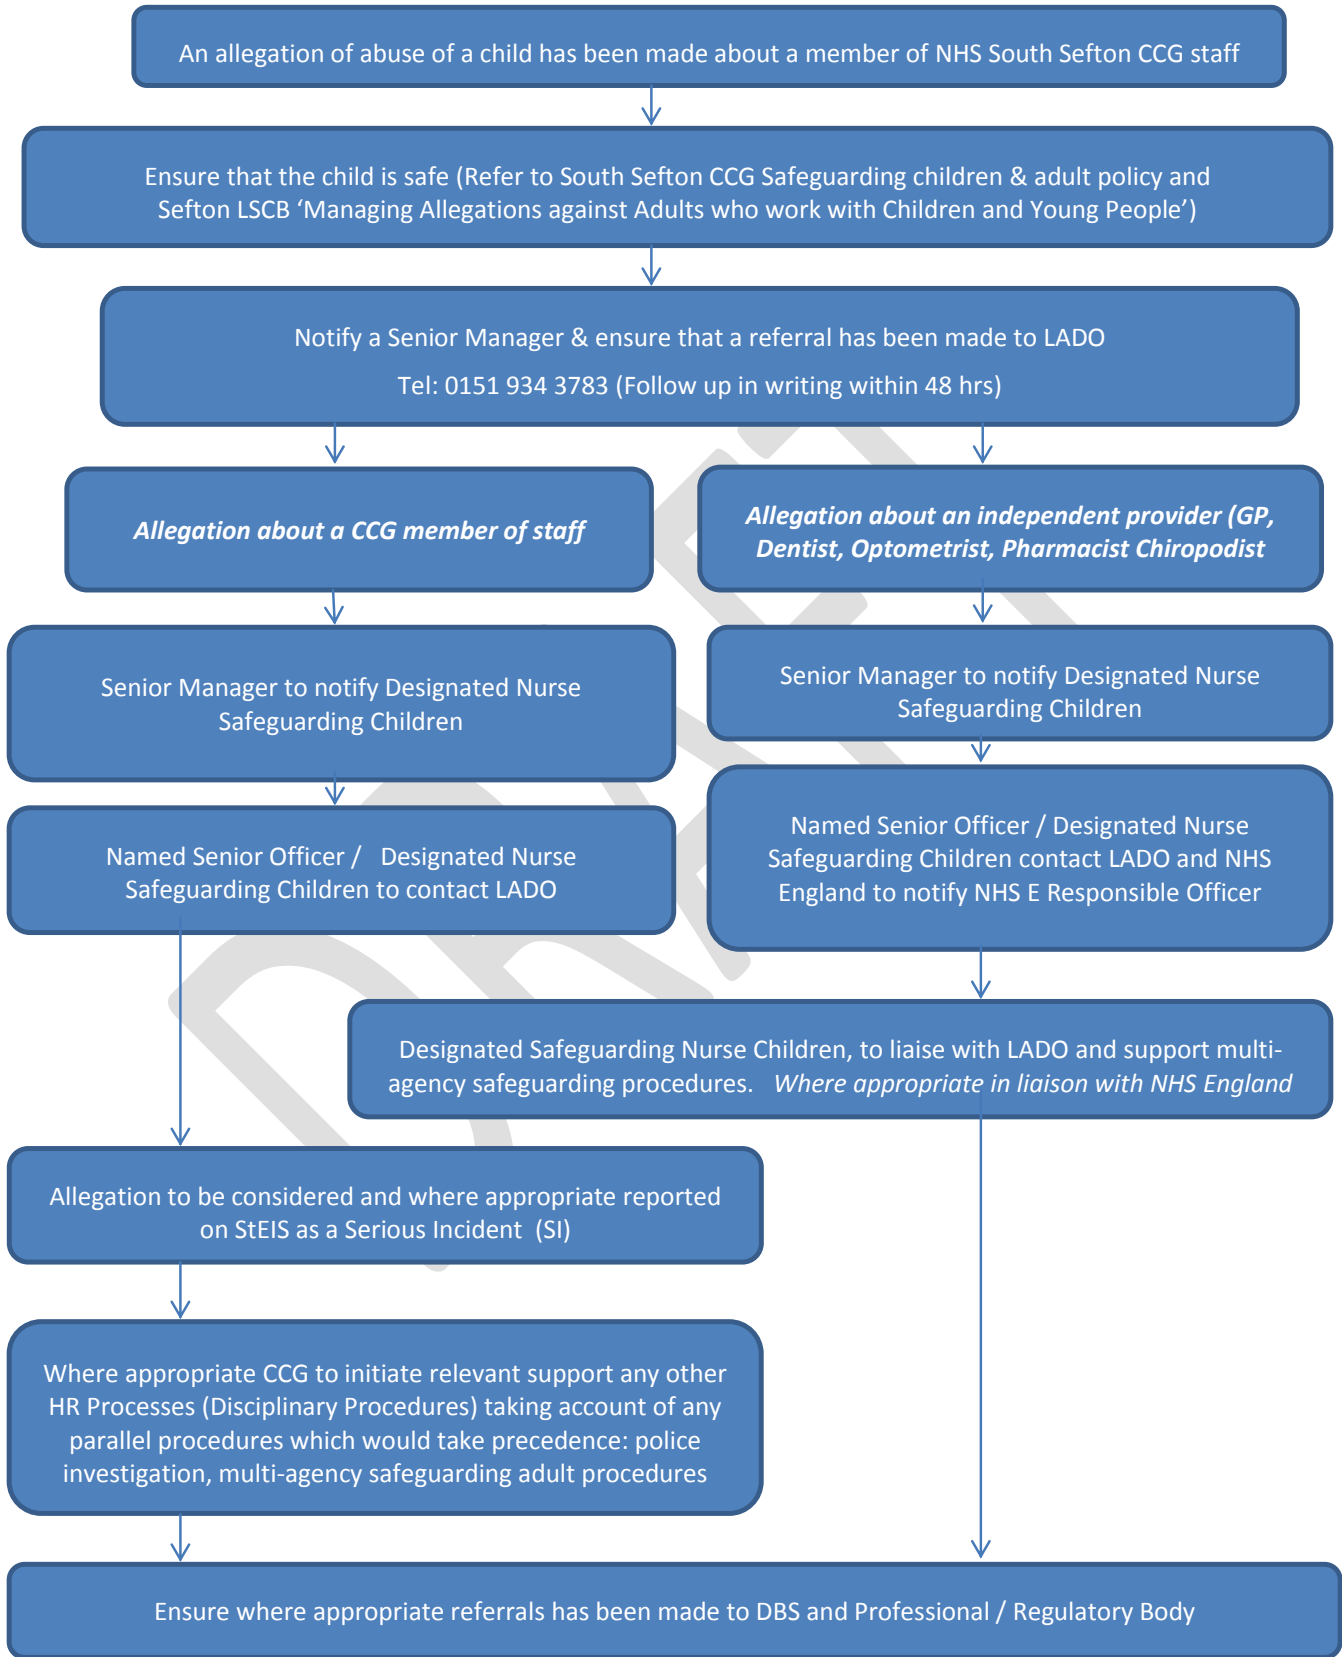 An allegation of abuse of a child has been made about a member of NHS South Sefton CCG staff
Ensure that the child is safe (Refer to South Sefton CCG Safeguarding children & adult policy and
Sefton LSCB ‘Managing Allegations against Adults who work with Children and Young People’)
Notify a Senior Manager & ensure that a referral has been made to LADO
Tel: 0151 934 3783 (Follow up in writing within 48 hrs)
Allegation about a CCG member of staff
Allegation about an independent provider (GP,
Dentist, Optometrist, Pharmacist Chiropodist
Senior Manager to notify Designated Nurse
Safeguarding Children
Senior Manager to notify Designated Nurse
Safeguarding Children
Named Senior Officer / Designated Nurse
Safeguarding Children to contact LADO
Named Senior Officer / Designated Nurse
Safeguarding Children contact LADO and NHS
England to notify NHS E Responsible Officer
Designated Safeguarding Nurse Children, to liaise with LADO and support multi-
agency safeguarding procedures. Where appropriate in liaison with NHS England
Allegation to be considered and where appropriate reported
on StEIS as a Serious Incident (SI)
Where appropriate CCG to initiate relevant support any other
HR Processes (Disciplinary Procedures) taking account of any
parallel procedures which would take precedence: police
investigation, multi-agency safeguarding adult procedures
Ensure where appropriate referrals has been made to DBS and Professional / Regulatory Body
DRAFT